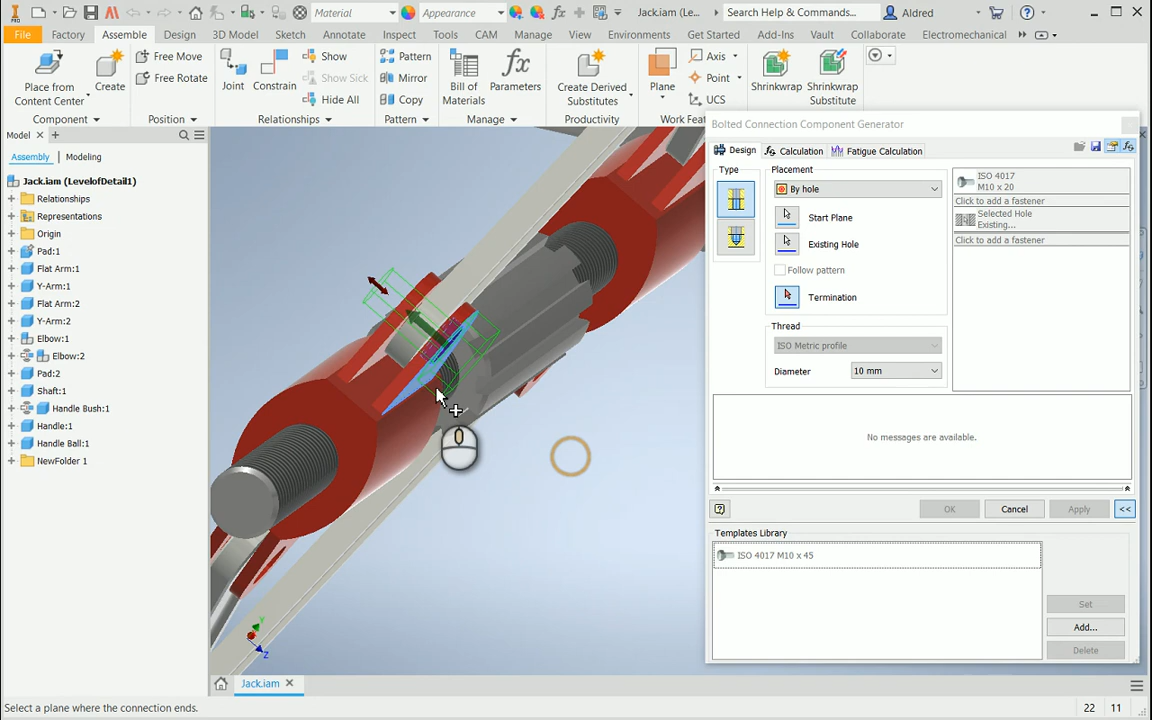 Material
Appearance
Jack.iam (Le...
Search Help & Commands...
Aldred
File
Factory
Assemble
Design
3D Model
Sketch
Annotate
Inspect
Tools
CAM
Manage
View
Environments
Get Started
Add-Ins
Vault
Collaborate
Electromechanical
Place from
Content Center
Create
Free Move
Free Rotate
Joint
Constrain
Show
Show Sick
Hide All
Pattern
Mirror
Copy
Bill of
Materials
Parameters
Create Derived
Substitutes
Plane
Axis
Point
UCS
Shrinkwrap
Shrinkwrap
Substitute
Component
Position
Relationships
Pattern
Manage
Productivity
Work Feat
Model
Assembly
Modeling
Jack.iam (LevelofDetail1)
Relationships
Representations
Origin
Pad:1
Flat Arm:1
Y-Arm:1
Flat Arm:2
Y-Arm:2
Elbow:1
Elbow:2
Pad:2
Shaft:1
Handle Bush:1
Handle:1
Handle Ball:1
NewFolder 1
Bolted Connection Component Generator
Design
Calculation
Fatigue Calculation
Type
Placement
By hole
Start Plane
Existing Hole
Follow pattern
Termination
Thread
ISO Metric profile
Diameter
10 mm
ISO 4017
M10 x 20
Click to add a fastener
Selected Hole
Existing...
Click to add a fastener
No messages are available.
OK
Cancel
Apply
<<
Templates Library
ISO 4017 M10 x 45
Set
Add...
Delete
Y
Z
Jack.iam
Select a plane where the connection ends.
22
11